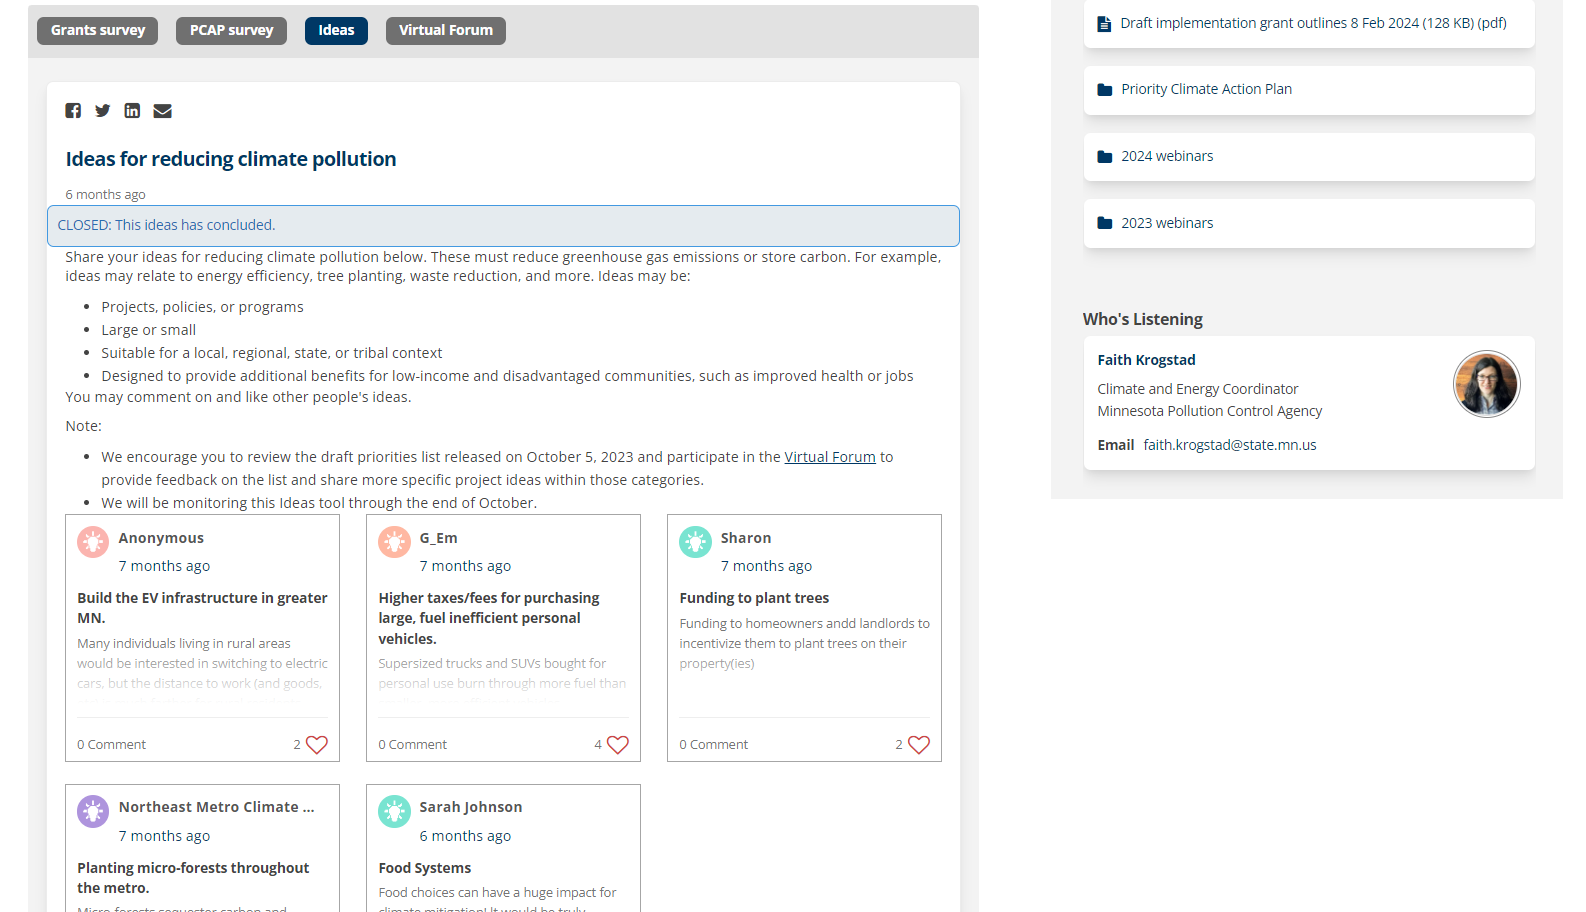 Grants survey
PCAP survey
Ideas
Virtual Forum
Ideas for reducing climate pollution
6 months ago
CLOSED: This ideas has concluded.
Share your ideas for reducing climate pollution below. These must reduce greenhouse gas emissions or store carbon. For example,
ideas may relate to energy efficiency, tree planting, waste reduction, and more. Ideas may be:
• Projects, policies, or programs
• Large or small
• Suitable for a local, regional, state, or tribal context
• Designed to provide additional benefits for low-income and disadvantaged communities, such as improved health or jobs
You may comment on and like other people's ideas.
Note:
• We encourage you to review the draft priorities list released on October 5, 2023 and participate in the Virtual Forum to
provide feedback on the list and share more specific project ideas within those categories.
• We will be monitoring this Ideas tool through the end of October.
Anonymous
7 months ago
Build the EV infrastructure in greater
MN.
Many individuals living in rural areas
would be interested in switching to electric
cars, but the distance to work (and goods,
0 Comment
2
G_Em
7 months ago
Higher taxes/fees for purchasing
large, fuel inefficient personal
vehicles.
Supersized trucks and SUVs bought for
personal use burn through more fuel than
0 Comment
4
Sharon
7 months ago
Funding to plant trees
Funding to homeowners andd landlords to
incentivize them to plant trees on their
property(ies)
0 Comment
2
Northeast Metro Climate ...
7 months ago
Planting micro-forests throughout
the metro.
Micro-forests sequester carbon and
Sarah Johnson
6 months ago
Food Systems
Food choices can have a huge impact for
climate mitigation! It would be truly
Draft implementation grant outlines 8 Feb 2024 (128 KB) (pdf)
Priority Climate Action Plan
2024 webinars
2023 webinars
Who's Listening
Faith Krogstad
Climate and Energy Coordinator
Minnesota Pollution Control Agency
Email faith.krogstad@state.mn.us